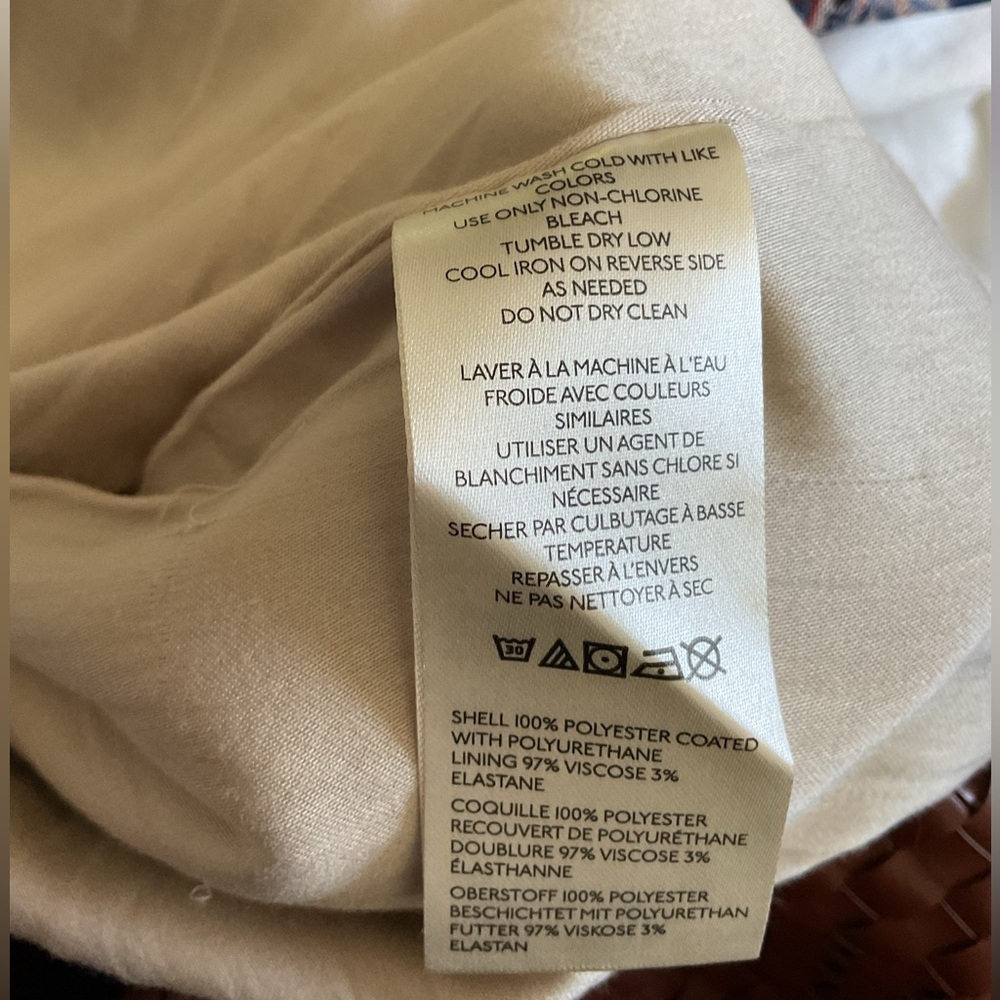 MACHINE WASH COLD WITH LIKE
COLORS
USE ONLY NON-CHLORINE
BLEACH
TUMBLE DRY LOW
COOL IRON ON REVERSE SIDE
AS NEEDED
DO NOT DRY CLEAN
LAVER À LA MACHINE À L'EAU
FROIDE AVEC COULEURS
SIMILAIRES
UTILISER UN AGENT DE
BLANCHIMENT SANS CHLORE SI
NÉCESSAIRE
SECHER PAR CULBUTAGE À BASSE
TEMPERATURE
REPASSER À L'ENVERS
NE PAS NETTOYER À SEC
30
SHELL 100% POLYESTER COATED
WITH POLYURETHANE
LINING 97% VISCOSE 3%
ELASTANE
COQUILLE 100% POLYESTER
RECOUVERT DE POLYURÉTHANE
DOUBLURE 97% VISCOSE 3%
ÉLASTHANNE
OBERSTOFF 100% POLYESTER
BESCHICHTET MIT POLYURETHAN
FUTTER 97% VISKOSE 3%
ELASTAN